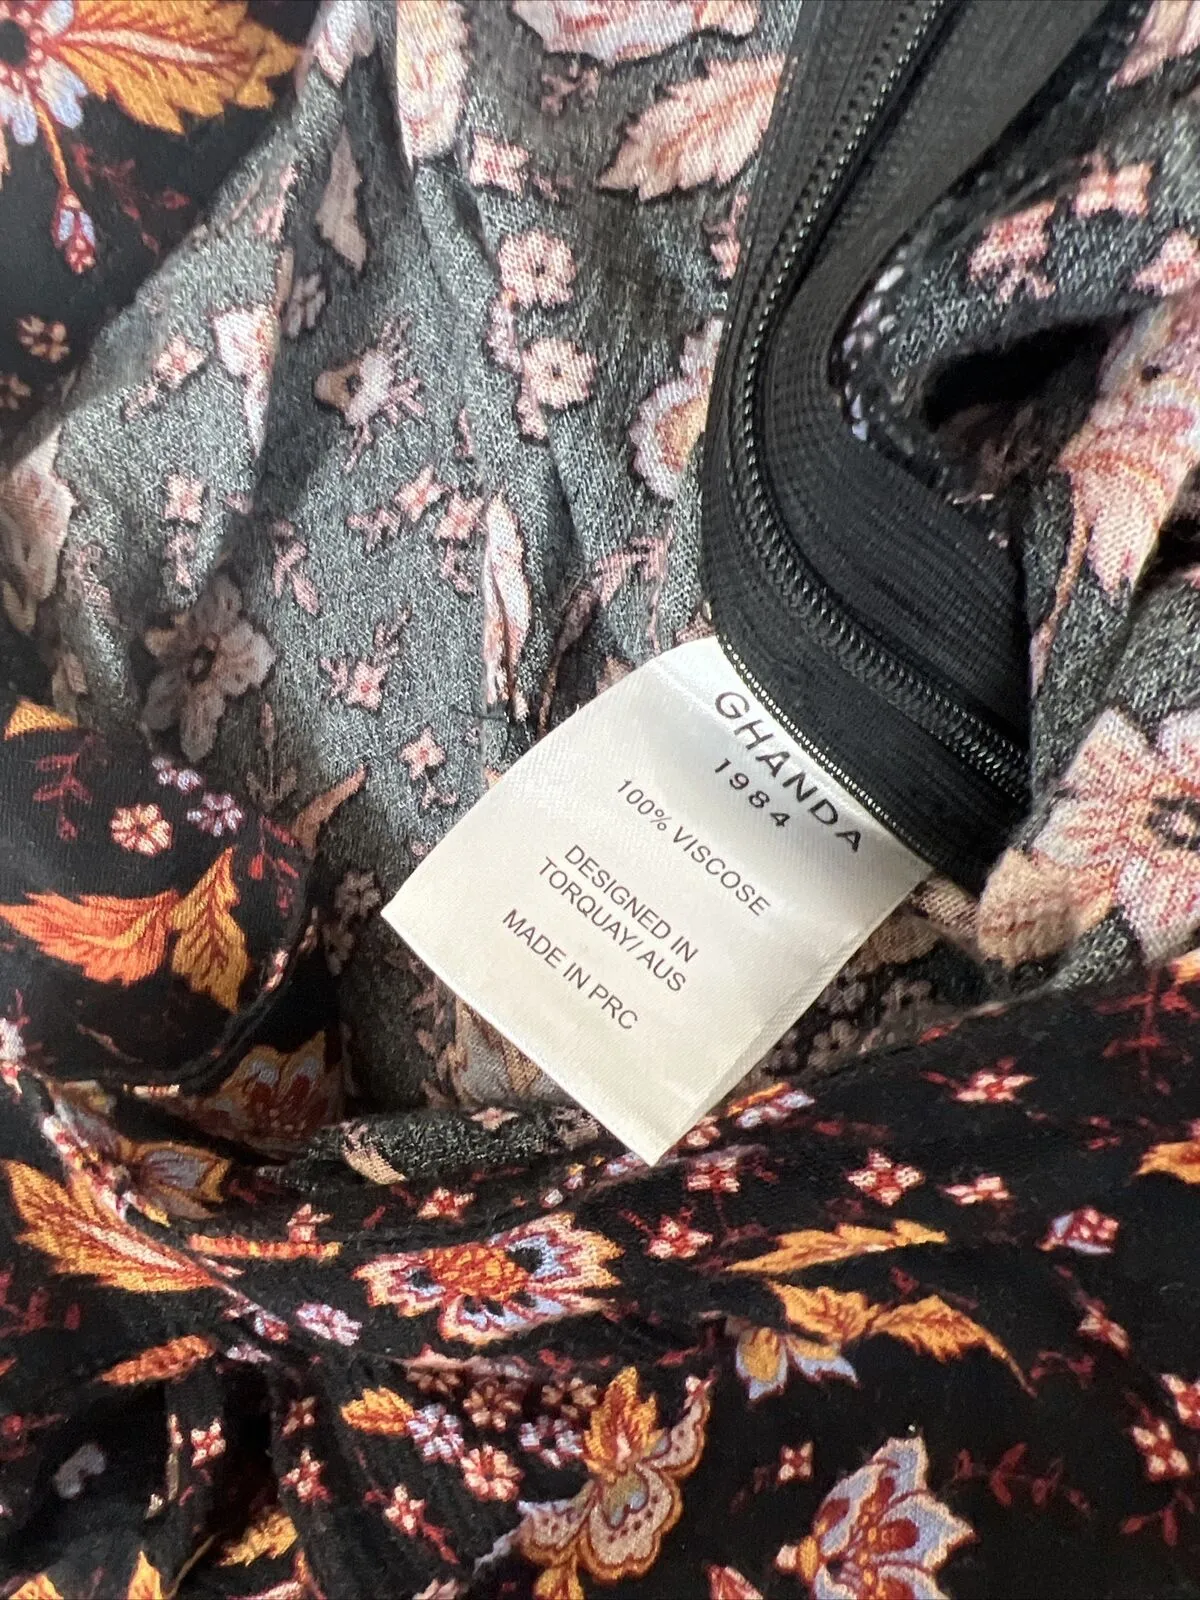 GHANDA
1984
100% VISCOSE
DESIGNED IN
TORQUAY/ AUS
MADE IN PRC